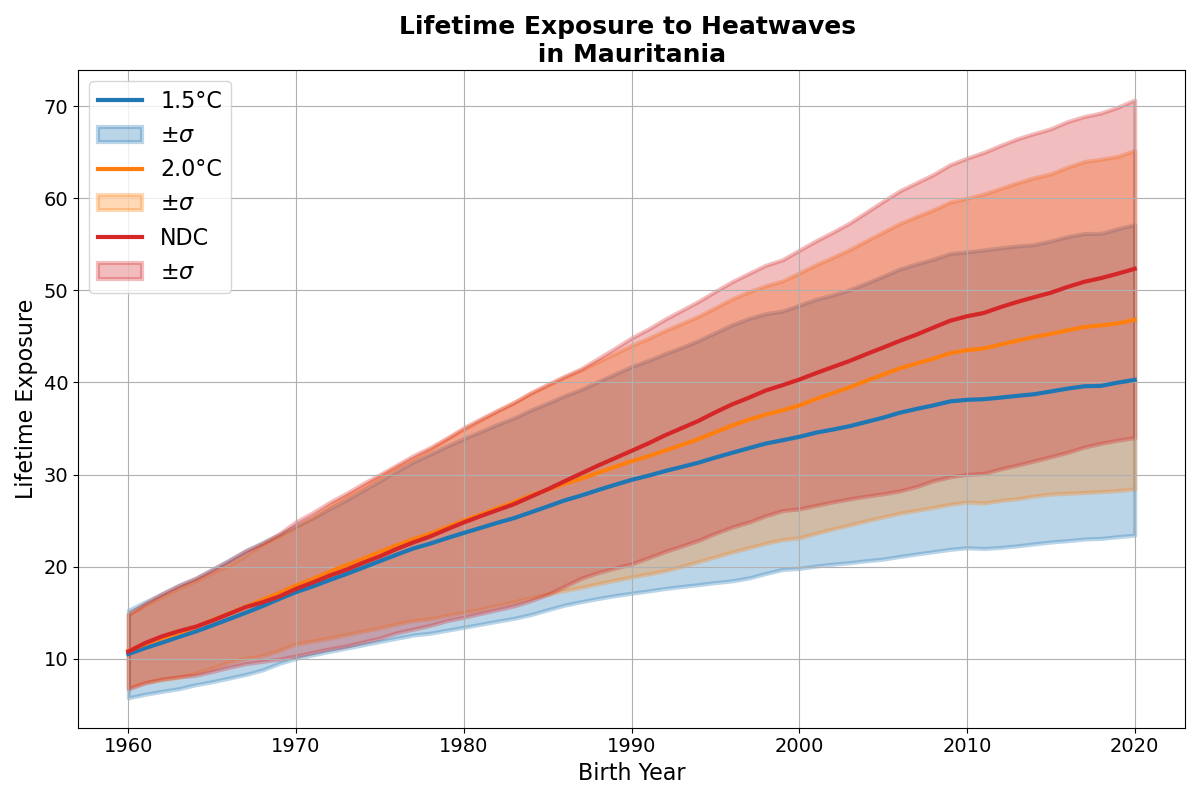 Lifetime Exposure to Heatwaves
in Mauritania
1.5°C
±σ
2.0°C
±σ
NDC
±σ
Lifetime Exposure
70
60
50
40
30
20
10
1960
1970
1980
1990
2000
2010
2020
Birth Year